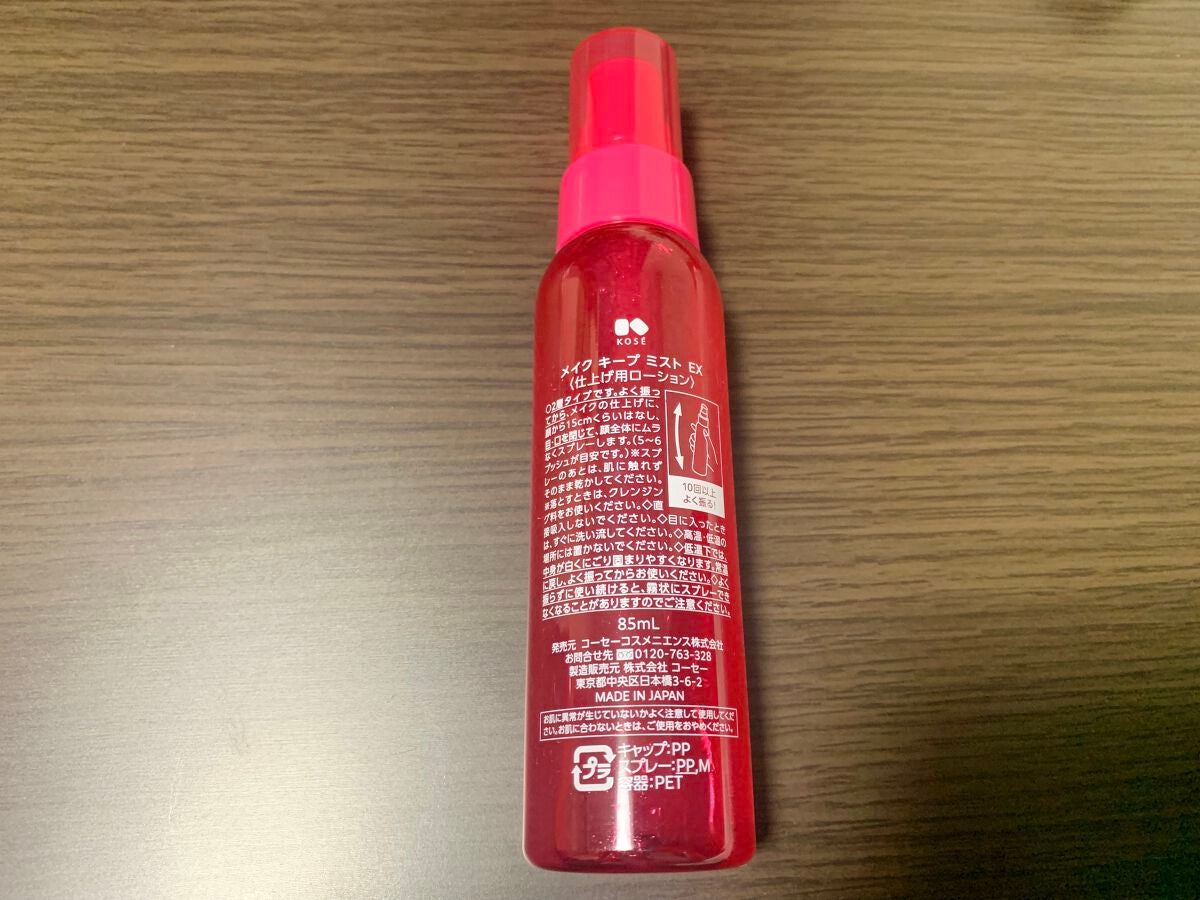 KOSÉ
メイク キープ ミスト EX
〈仕上げ用ローション〉
○2層タイプです。よく振っ
てから、メイクの仕上げに、
顔から15cmくらいはなし、
目・口を閉じて、顔全体にムラ
なくスプレーします。(5〜6
プッシュが目安です。)※スプ
レーのあとは、肌に触れず
そのまま乾かしてください。
※落とすときは、クレンジン
グ料をお使いください。◇直
接吸入しないでください。◇目に入ったとき
は、すぐに洗い流してください。◇高温・低温の
場所には置かないでください。◇低温下では、
中身が白くにごり固まりやすくなります。常温
に戻し、よく振ってからお使いください。◇よく
振らずに使い続けると、霧状にスプレーでき
なくなることがありますのでご注意ください。
10回以上
よく振る!
85mL
発売元 コーセーコスメニエンス株式会社
お問合せ先 0120-763-328
製造販売元 株式会社 コーセー
東京都中央区日本橋3-6-2
MADE IN JAPAN
お肌に異常が生じていないかよく注意して使用してくだ
さい。お肌に合わないときは、ご使用をおやめください。
プラ
キャップ:PP
スプレー:PP,M
容器:PET